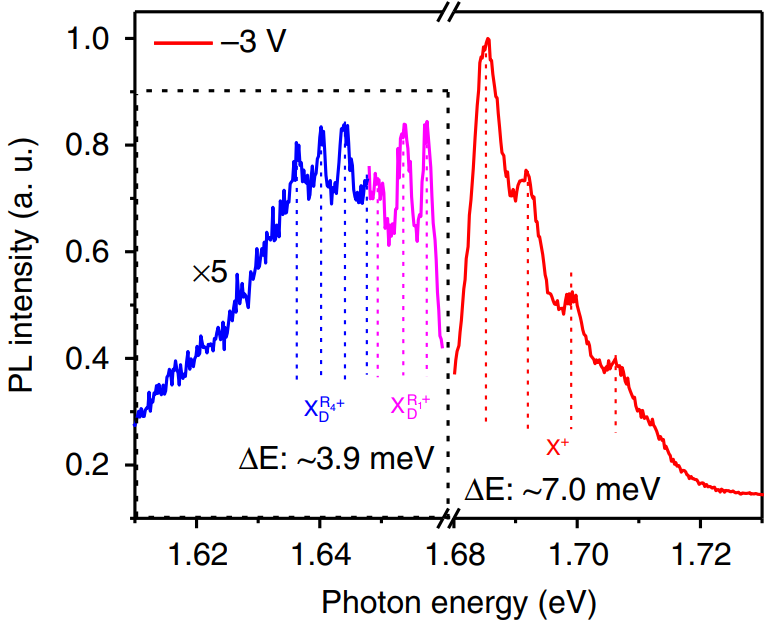 –3 V
1.0
0.8
0.6
0.4
0.2
PL intensity (a. u.)
×5
X_D^{R₄+}
X_D^{R₁+}
ΔE: ~3.9 meV
X⁺
ΔE: ~7.0 meV
1.62 1.64 1.68 1.70 1.72
Photon energy (eV)